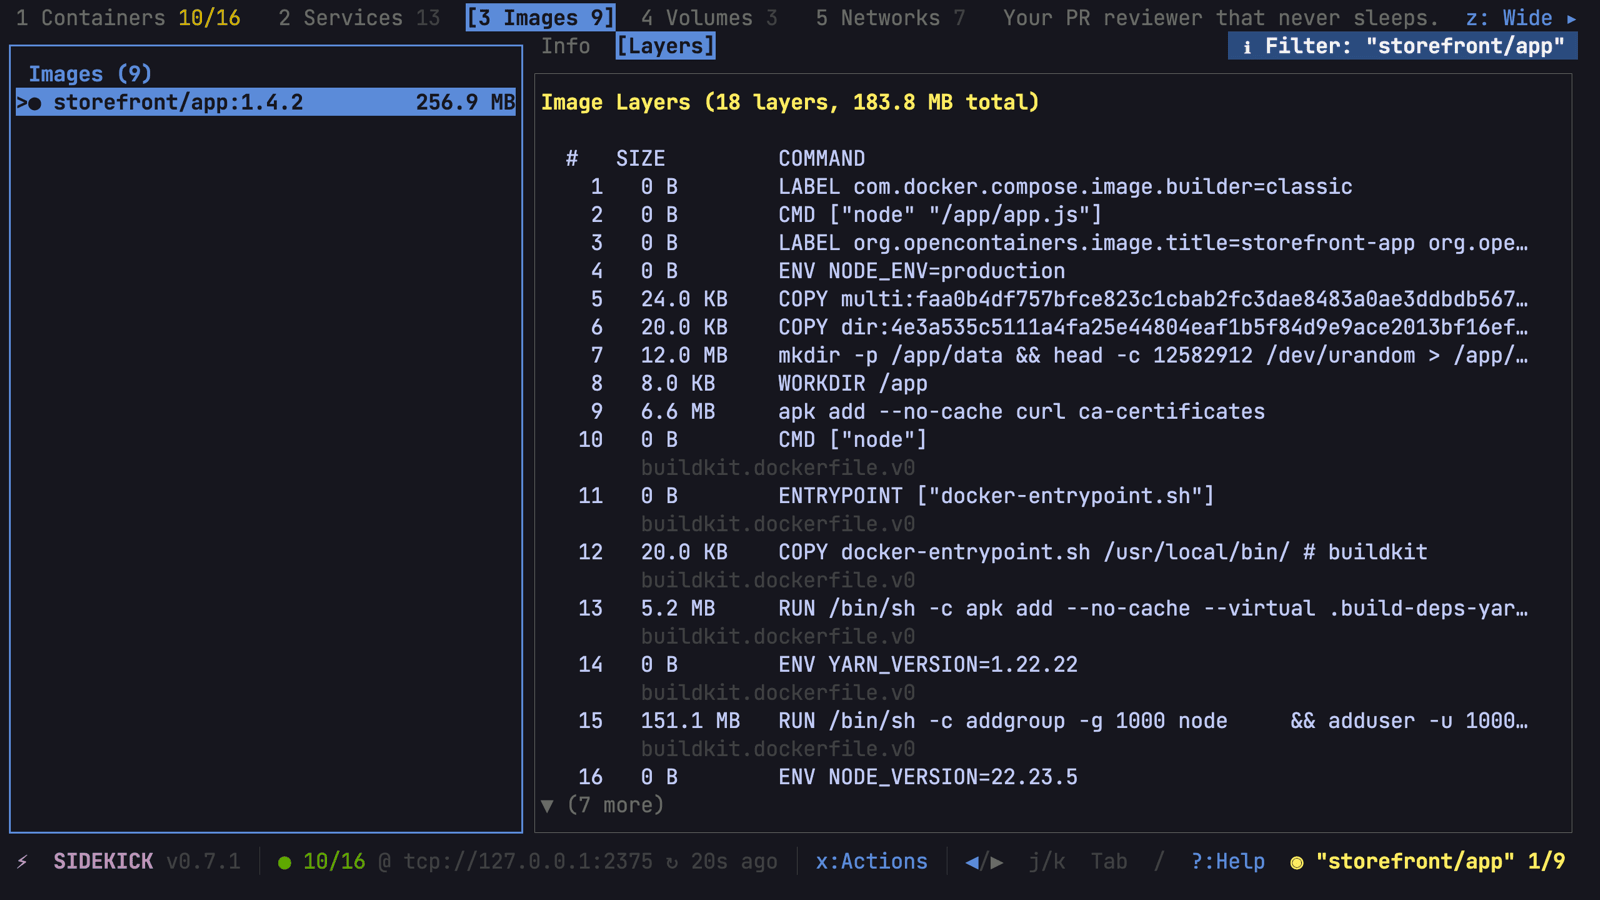 1 Containers 10/16 2 Services 13 [3 Images 9] 4 Volumes 3 5 Networks 7 Your PR reviewer that never sleeps. z: Wide ▸
Info [Layers] ℹ Filter: "storefront/app"
Images (9)
>● storefront/app:1.4.2 256.9 MB
Image Layers (18 layers, 183.8 MB total)
# SIZE COMMAND
1 0 B LABEL com.docker.compose.image.builder=classic
2 0 B CMD ["node" "/app/app.js"]
3 0 B LABEL org.opencontainers.image.title=storefront-app org.ope…
4 0 B ENV NODE_ENV=production
5 24.0 KB COPY multi:faa0b4df757bfce823c1cbab2fc3dae8483a0ae3ddbdb567…
6 20.0 KB COPY dir:4e3a535c5111a4fa25e44804eaf1b5f84d9e9ace2013bf16ef…
7 12.0 MB mkdir -p /app/data && head -c 12582912 /dev/urandom > /app/…
8 8.0 KB WORKDIR /app
9 6.6 MB apk add --no-cache curl ca-certificates
10 0 B CMD ["node"]
buildkit.dockerfile.v0
11 0 B ENTRYPOINT ["docker-entrypoint.sh"]
buildkit.dockerfile.v0
12 20.0 KB COPY docker-entrypoint.sh /usr/local/bin/ # buildkit
buildkit.dockerfile.v0
13 5.2 MB RUN /bin/sh -c apk add --no-cache --virtual .build-deps-yar…
buildkit.dockerfile.v0
14 0 B ENV YARN_VERSION=1.22.22
buildkit.dockerfile.v0
15 151.1 MB RUN /bin/sh -c addgroup -g 1000 node && adduser -u 1000…
buildkit.dockerfile.v0
16 0 B ENV NODE_VERSION=22.23.5
▼ (7 more)
⚡ SIDEKICK v0.7.1 ● 10/16 @ tcp://127.0.0.1:2375 ↻ 20s ago x:Actions ◀/▶ j/k Tab / ?:Help ◉ "storefront/app" 1/9